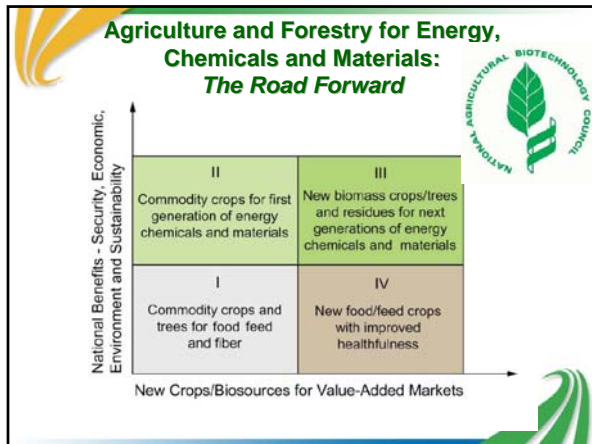 Agriculture and Forestry for Energy,
Chemicals and Materials:
The Road Forward
NATIONAL AGRICULTURAL BIOTECHNOLOGY COUNCIL
National Benefits - Security, Economic,
Environment and Sustainability
II
Commodity crops for first
generation of energy
chemicals and materials
III
New biomass crops/trees
and residues for next
generations of energy
chemicals and materials
I
Commodity crops and
trees for food feed
and fiber
IV
New food/feed crops
with improved
healthfulness
New Crops/Biosources for Value-Added Markets